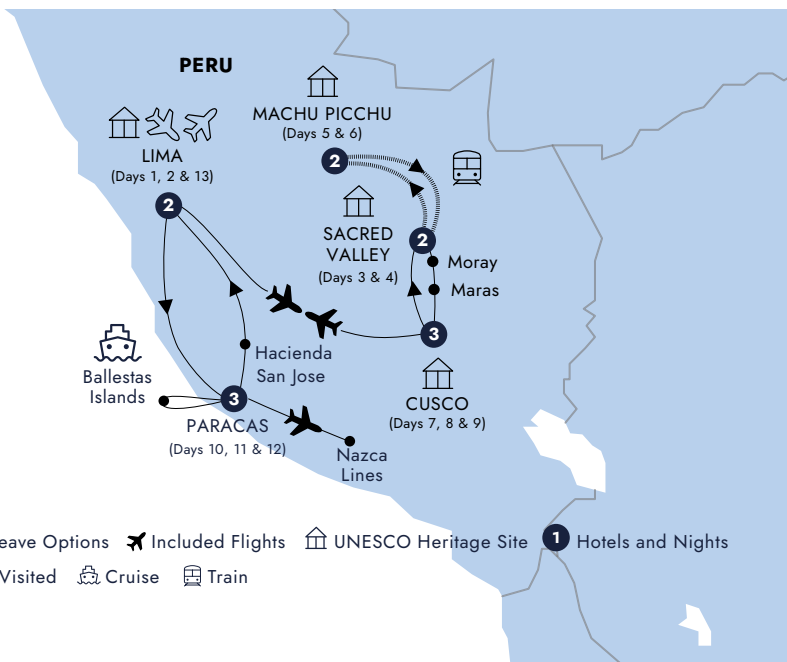 PERU
MACHU PICCHU
(Days 5 & 6)
2
LIMA
(Days 1, 2 & 13)
2
SACRED
VALLEY
(Days 3 & 4)
2
Moray
Maras
3
CUSCO
(Days 7, 8 & 9)
Hacienda
San Jose
Ballestas
Islands
3
PARACAS
(Days 10, 11 & 12)
Nazca
Lines
Options Included Flights UNESCO Heritage Site 1 Hotels and Nights
Visited Cruise Train